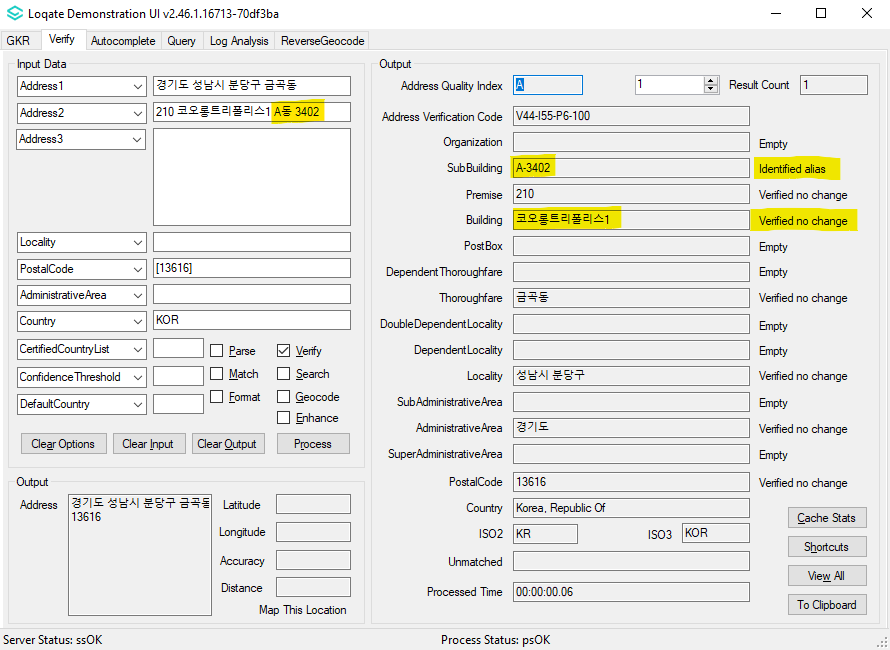 Loqate Demonstration UI v2.46.1.16713-70df3ba
GKR Verify Autocomplete Query Log Analysis ReverseGeocode
Input Data
Address1 경기도 성남시 분당구 금곡동
Address2 210 코오롱트리폴리스1 A동 3402
Address3
Locality
PostalCode [13616]
AdministrativeArea
Country KOR
CertifiedCountryList Parse Verify
ConfidenceThreshold Match Search
DefaultCountry Format Geocode
Enhance
Clear Options Clear Input Clear Output Process
Output
Address 경기도 성남시 분당구 금곡동
13616
Latitude
Longitude
Accuracy
Distance
Map This Location
Output
Address Quality Index A 1 Result Count 1
Address Verification Code V44-I55-P6-100
Organization Empty
SubBuilding A-3402 Identified alias
Premise 210 Verified no change
Building 코오롱트리폴리스1 Verified no change
PostBox Empty
DependentThoroughfare Empty
Thoroughfare 금곡동 Verified no change
DoubleDependentLocality Empty
DependentLocality Empty
Locality 성남시 분당구 Verified no change
SubAdministrativeArea Empty
AdministrativeArea 경기도 Verified no change
SuperAdministrativeArea Empty
PostalCode 13616 Verified no change
Country Korea, Republic Of
ISO2 KR ISO3 KOR
Unmatched
Processed Time 00:00:00.06
Cache Stats
Shortcuts
View All
To Clipboard
Server Status: ssOK Process Status: psOK